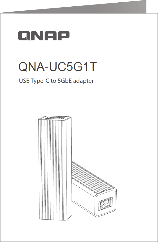 QNAP
QNA-UC5G1T
USB Type-C to 5GbE adapter